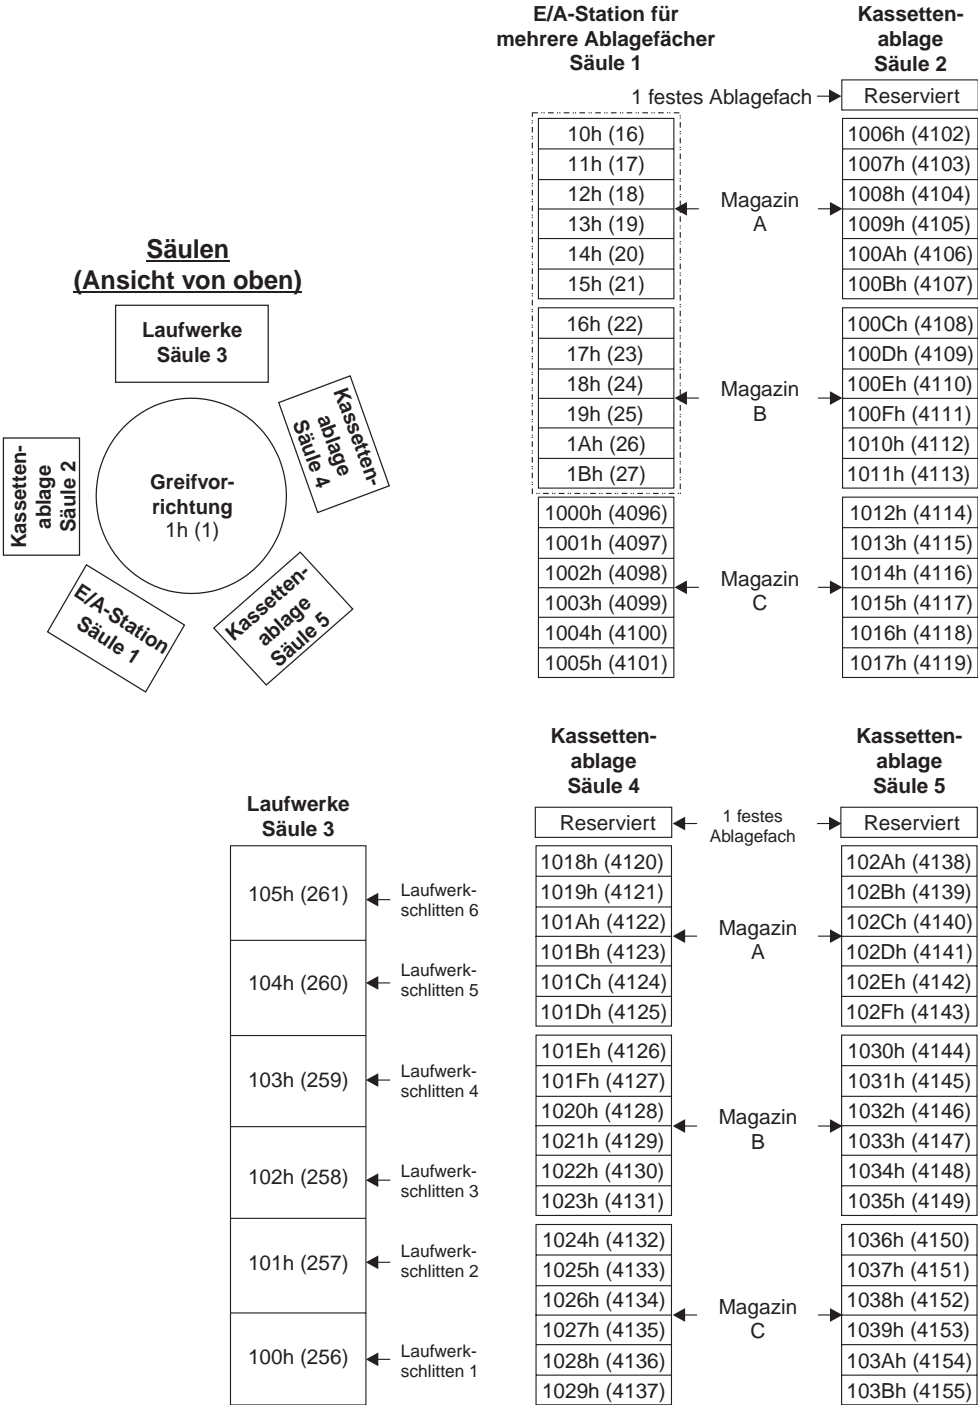 E/A-Station für
mehrere Ablagefächer
Säule 1
Kassetten-
ablage
Säule 2
1 festes Ablagefach
Reserviert
10h (16)
11h (17)
12h (18)
13h (19)
14h (20)
15h (21)
Magazin
A
1006h (4102)
1007h (4103)
1008h (4104)
1009h (4105)
100Ah (4106)
100Bh (4107)
16h (22)
17h (23)
18h (24)
19h (25)
1Ah (26)
1Bh (27)
Magazin
B
100Ch (4108)
100Dh (4109)
100Eh (4110)
100Fh (4111)
1010h (4112)
1011h (4113)
1000h (4096)
1001h (4097)
1002h (4098)
1003h (4099)
1004h (4100)
1005h (4101)
Magazin
C
1012h (4114)
1013h (4115)
1014h (4116)
1015h (4117)
1016h (4118)
1017h (4119)
Säulen
(Ansicht von oben)
Laufwerke
Säule 3
Kassetten-
ablage
Säule 4
Kassetten-
ablage
Säule 2
Greifvor-
richtung
1h (1)
E/A-Station
Säule 1
Kassetten-
ablage
Säule 5
Laufwerke
Säule 3
105h (261)
Laufwerk-
schlitten 6
104h (260)
Laufwerk-
schlitten 5
103h (259)
Laufwerk-
schlitten 4
102h (258)
Laufwerk-
schlitten 3
101h (257)
Laufwerk-
schlitten 2
100h (256)
Laufwerk-
schlitten 1
Kassetten-
ablage
Säule 4
Kassetten-
ablage
Säule 5
Reserviert
1 festes
Ablagefach
Reserviert
1018h (4120)
1019h (4121)
101Ah (4122)
101Bh (4123)
101Ch (4124)
101Dh (4125)
Magazin
A
102Ah (4138)
102Bh (4139)
102Ch (4140)
102Dh (4141)
102Eh (4142)
102Fh (4143)
101Eh (4126)
101Fh (4127)
1020h (4128)
1021h (4129)
1022h (4130)
1023h (4131)
Magazin
B
1030h (4144)
1031h (4145)
1032h (4146)
1033h (4147)
1034h (4148)
1035h (4149)
1024h (4132)
1025h (4133)
1026h (4134)
1027h (4135)
1028h (4136)
1029h (4137)
Magazin
C
1036h (4150)
1037h (4151)
1038h (4152)
1039h (4153)
103Ah (4154)
103Bh (4155)